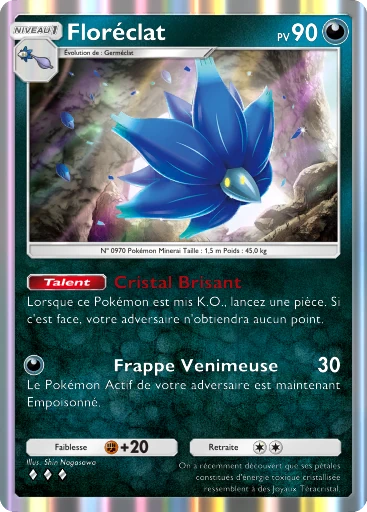 NIVEAU 1
Floréclat
PV 90
Évolution de : Germéclat
N° 0970 Pokémon Minerai Taille : 1,5 m Poids : 45,0 kg
Talent Cristal Brisant
Lorsque ce Pokémon est mis K.O., lancez une pièce. Si
c'est face, votre adversaire n'obtiendra aucun point.
Frappe Venimeuse 30
Le Pokémon Actif de votre adversaire est maintenant
Empoisonné.
Faiblesse +20 Retraite
Illus. Shin Nagasawa
On a récemment découvert que ses pétales
constitués d'énergie toxique cristallisée
ressemblent à des Joyaux Téracristal.